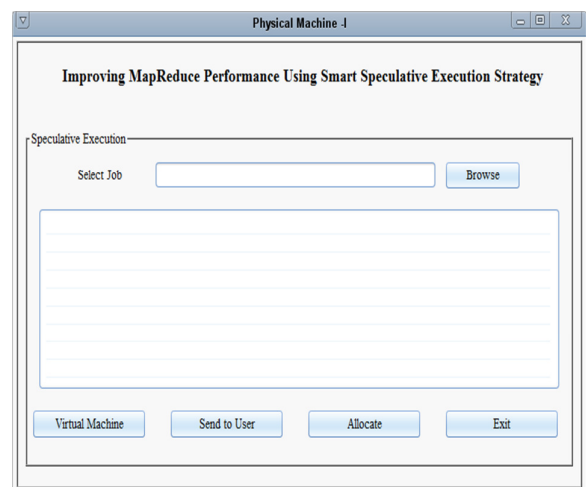 Physical Machine -I
Improving MapReduce Performance Using Smart Speculative Execution Strategy
Speculative Execution
Select Job
Browse
Virtual Machine
Send to User
Allocate
Exit